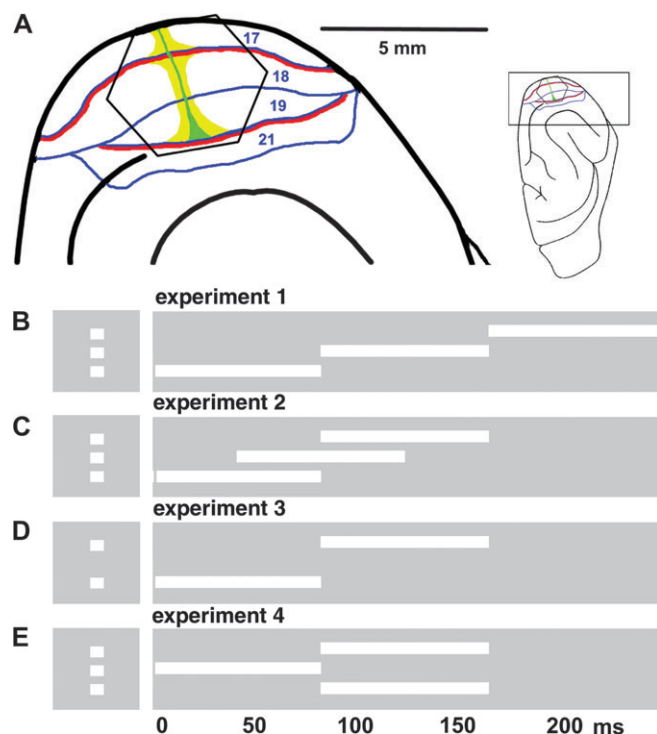 A
17
18
19
21
5 mm
experiment 1
B
experiment 2
C
experiment 3
D
experiment 4
E
0 50 100 150 200 ms